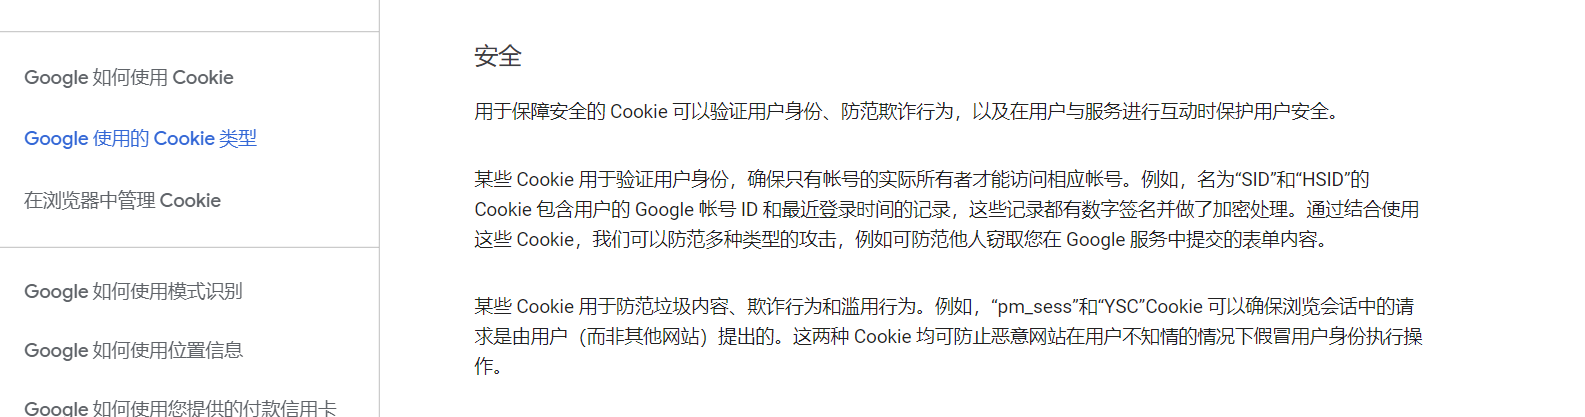 Google 如何使用 Cookie
Google 使用的 Cookie 类型
在浏览器中管理 Cookie
Google 如何使用模式识别
Google 如何使用位置信息
Google 如何使用您提供的付款信用卡
安全
用于保障安全的 Cookie 可以验证用户身份、防范欺诈行为，以及在用户与服务进行互动时保护用户安全。
某些 Cookie 用于验证用户身份，确保只有帐号的实际所有者才能访问相应帐号。例如，名为“SID”和“HSID”的
Cookie 包含用户的 Google 帐号 ID 和最近登录时间的记录，这些记录都有数字签名并做了加密处理。通过结合使用
这些 Cookie，我们可以防范多种类型的攻击，例如可防范他人窃取您在 Google 服务中提交的表单内容。
某些 Cookie 用于防范垃圾内容、欺诈行为和滥用行为。例如，“pm_sess”和“YSC”Cookie 可以确保浏览会话中的请
求是由用户（而非其他网站）提出的。这两种 Cookie 均可防止恶意网站在用户不知情的情况下假冒用户身份执行操
作。